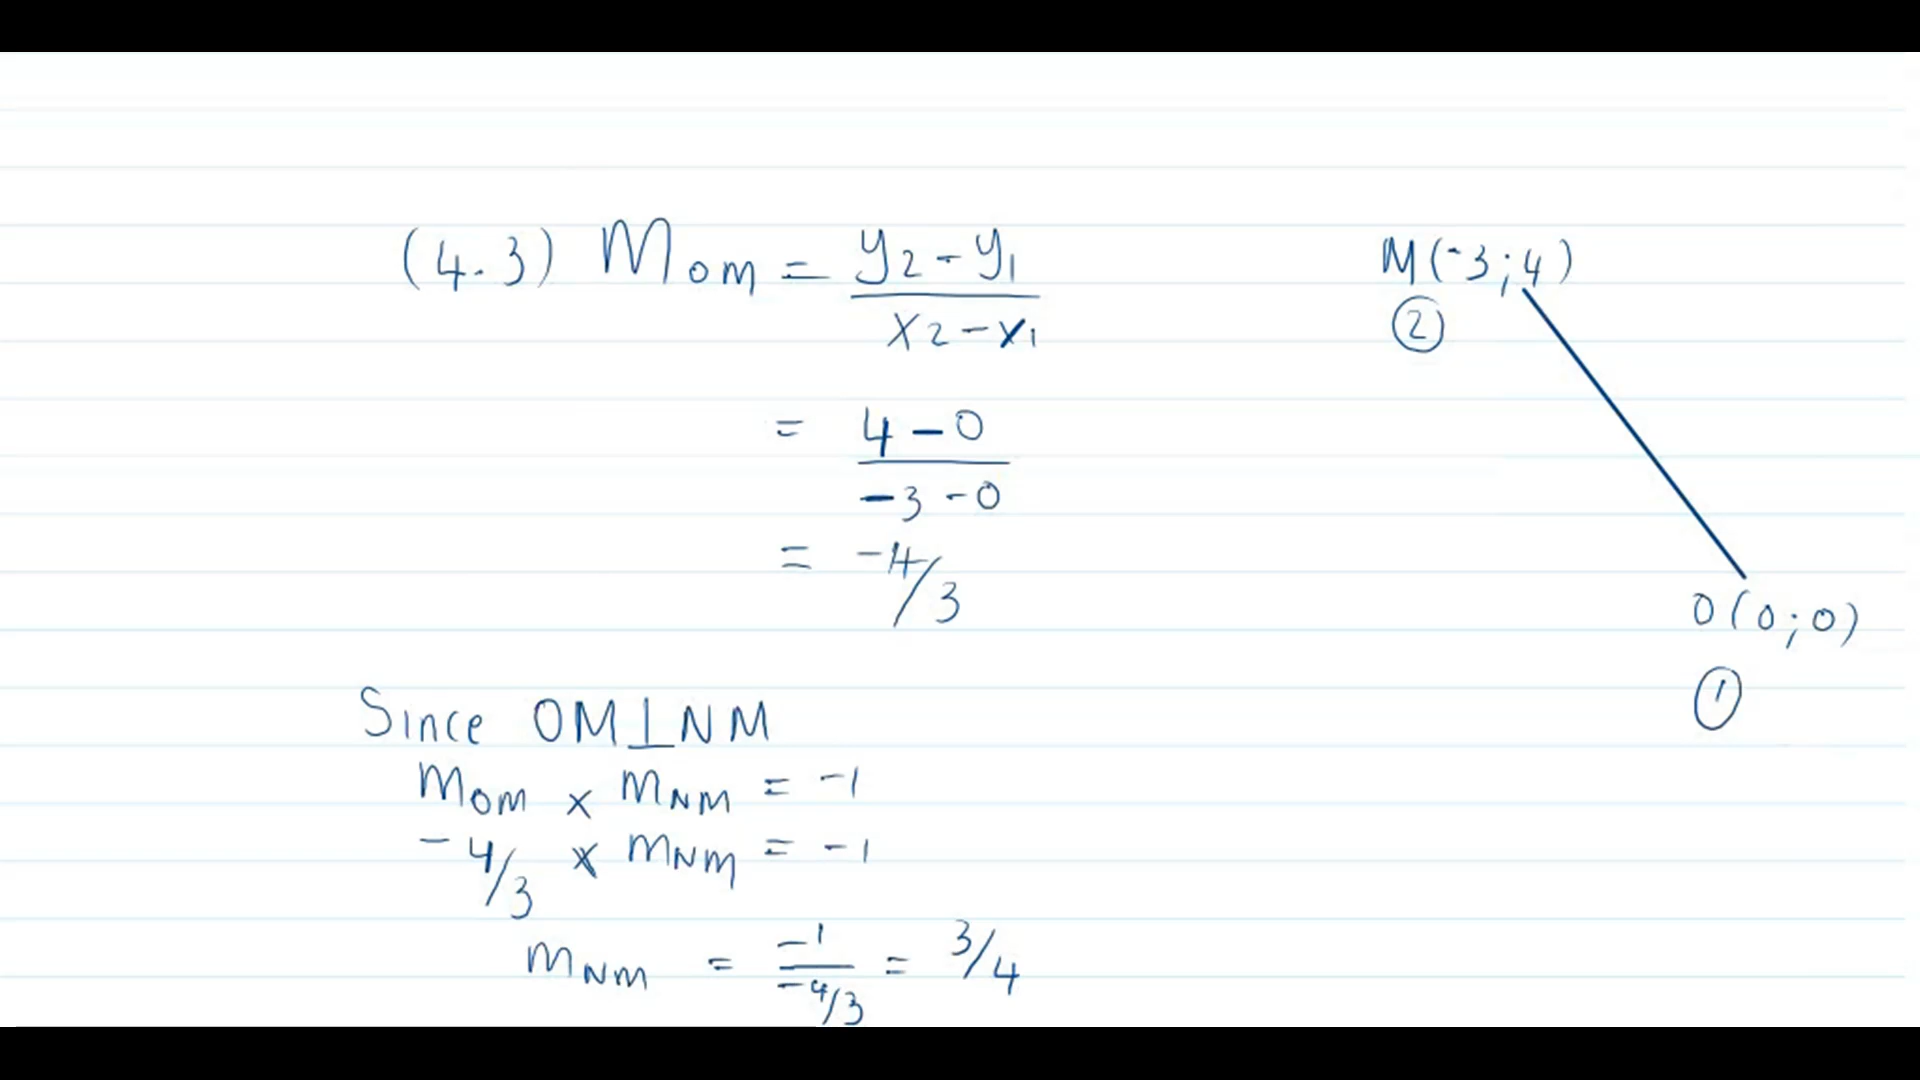 (4.3) MOM = y2 - y1 / x2 - x1
M(-3;4)
②
= 4 - 0 / -3 - 0
= -4/3
O(0;0)
①
Since OM⊥NM
mOM × mNM = -1
-4/3 × mNM = -1
mNM = -1 / -4/3 = 3/4